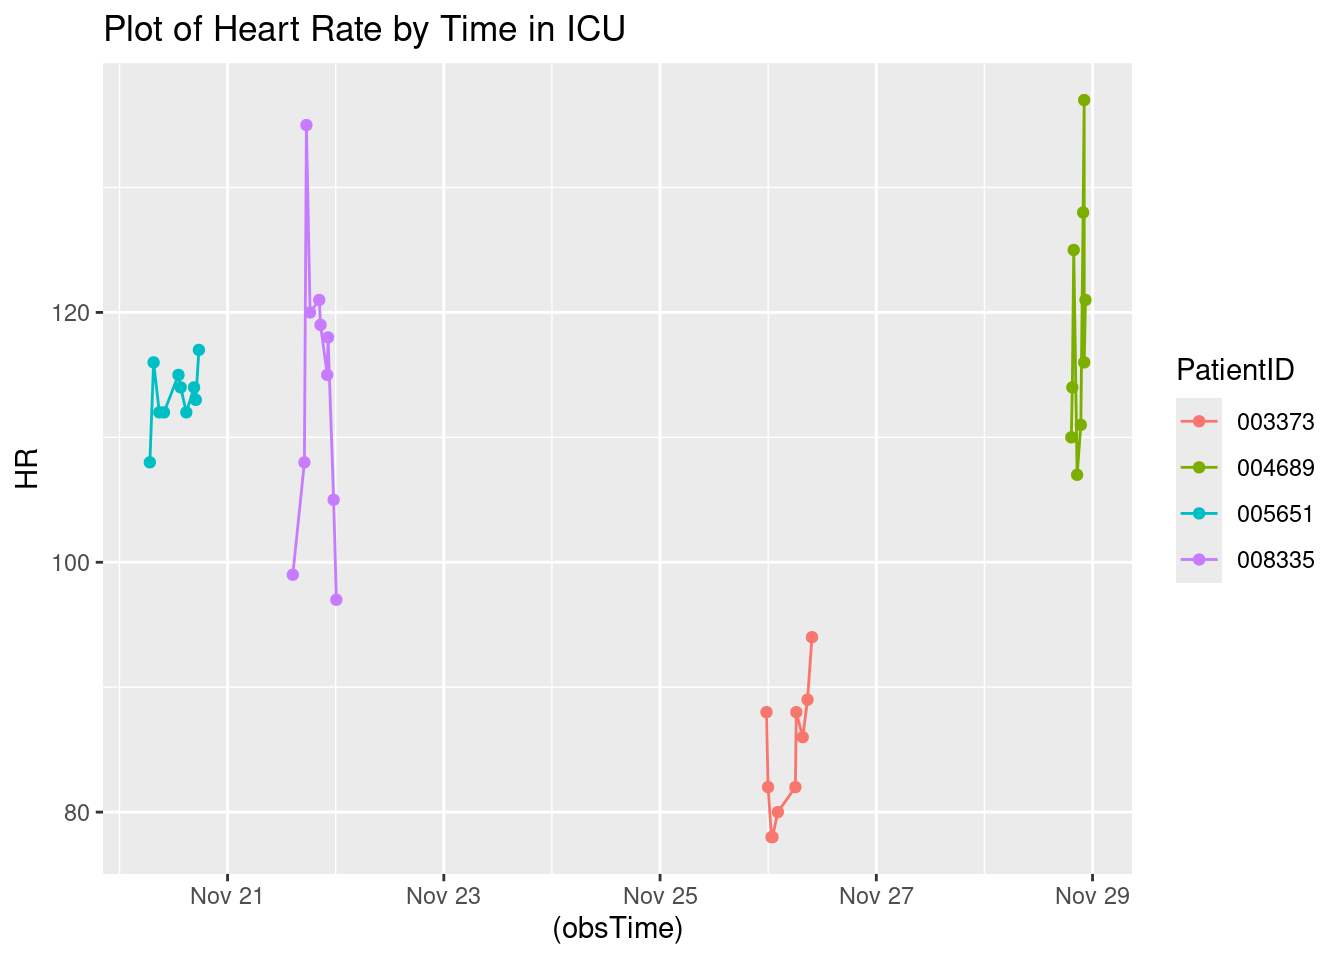 Plot of Heart Rate by Time in ICU
HR
120
100
80
Nov 21
Nov 23
Nov 25
Nov 27
Nov 29
(obsTime)
PatientID
003373
004689
005651
008335